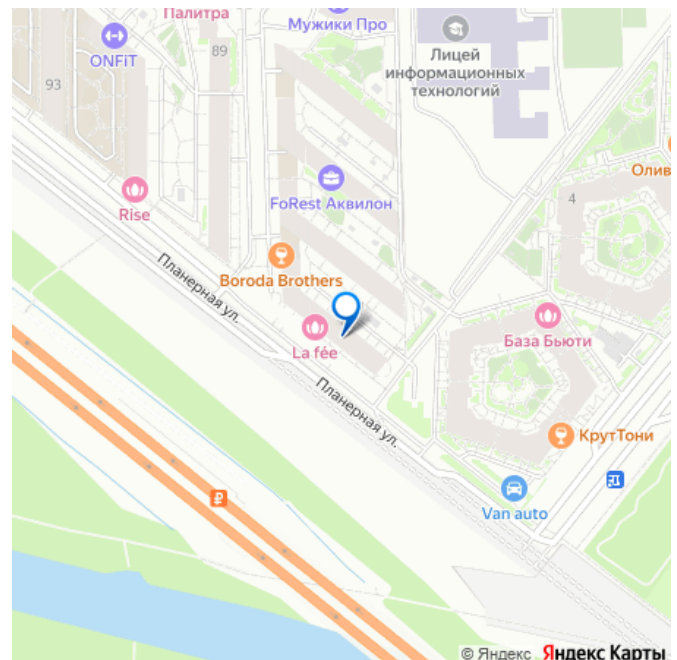 Палитра
Мужики Про
ONFiT
89
Лицей
информационных
технологий
93
Олив
FoRest Аквилон
4
Rise
Boroda Brothers
Планерная ул.
La fée
База Бьюти
Планерная ул.
КрутТони
₽
Van auto
© Яндекс Яндекс Карты